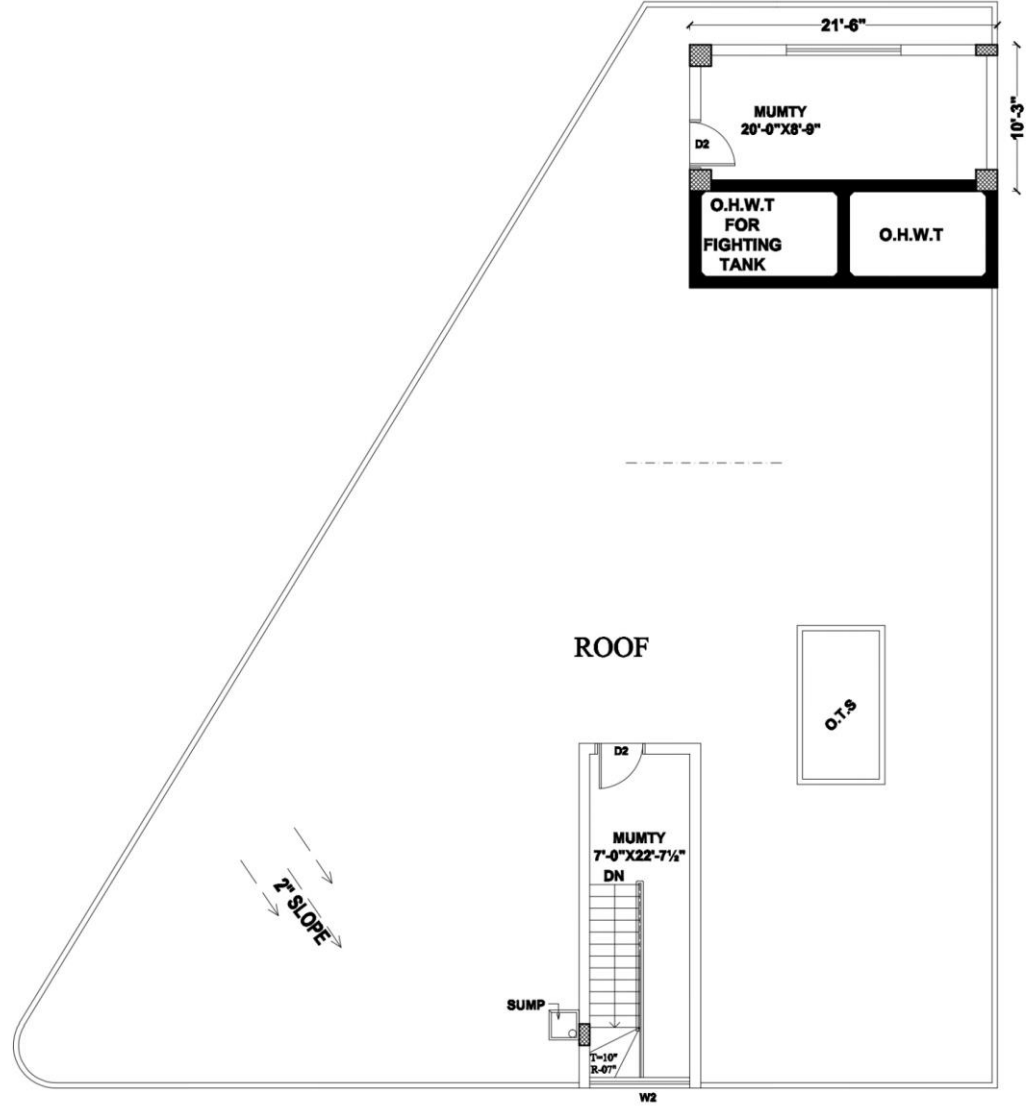 21'-6"
10'-3"
MUMTY
20'-0"X8'-9"
D2
O.H.W.T
FOR
FIGHTING
TANK
O.H.W.T
ROOF
O.T.S
D2
MUMTY
7'-0"X22'-7½"
DN
2" SLOPE
SUMP
T=10"
R-07"
W2